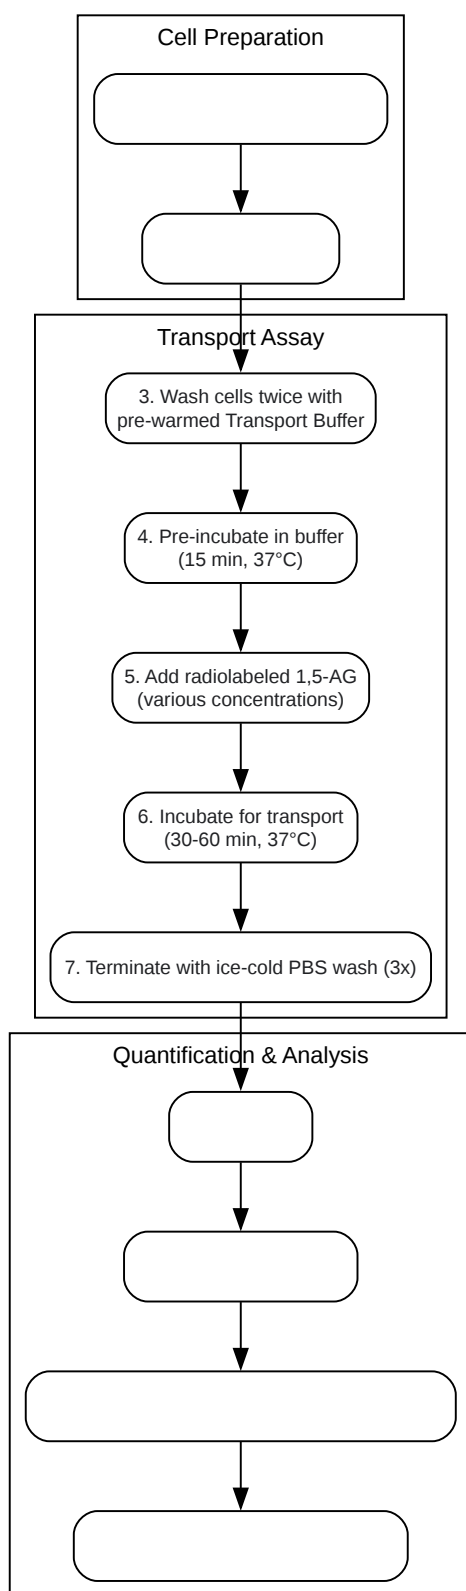 Cell Preparation
Transport Assay
3. Wash cells twice with
pre-warmed Transport Buffer
4. Pre-incubate in buffer
(15 min, 37°C)
5. Add radiolabeled 1,5-AG
(various concentrations)
6. Incubate for transport
(30-60 min, 37°C)
7. Terminate with ice-cold PBS wash (3x)
Quantification & Analysis